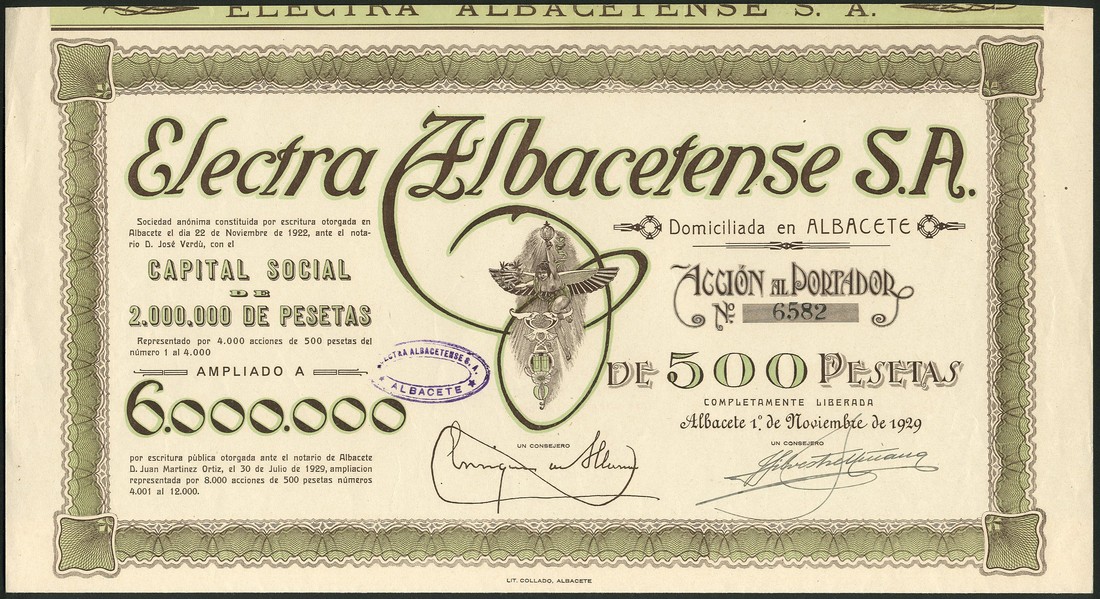 ELECTRA ALBACETENSE S. A.
Electra Albacetense S.A.
Sociedad anónima constituida por escritura otorgada en
Albacete el dia 22 de Noviembre de 1922, ante el nota-
rio D. José Verdú, con el
CAPITAL SOCIAL
DE
2.000.000 DE PESETAS
Representado por 4.000 acciones de 500 pesetas del
número 1 al 4.000
AMPLIADO A
6.000.000
por escritura pública otorgada ante el notario de Albacete
D. Juan Martinez Ortiz, el 30 de Julio de 1929, ampliacion
representada por 8.000 acciones de 500 pesetas números
4.001 al 12.000.
ELECTRA ALBACETENSE S. A.
ALBACETE
Domiciliada en ALBACETE
ACCIÓN AL PORTADOR
Nº 6582
DE 500 PESETAS
COMPLETAMENTE LIBERADA
Albacete 1.º de Noviembre de 1929
UN CONSEJERO
UN CONSEJERO
LIT. COLLADO, ALBACETE